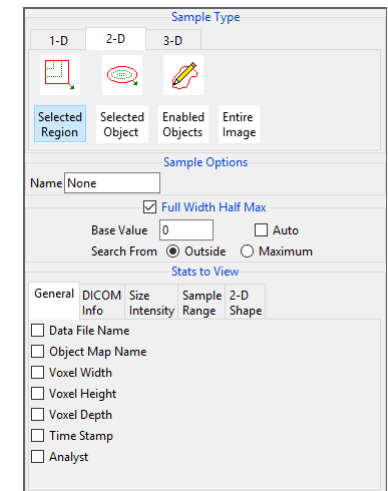 Sample Type
1-D 2-D 3-D
Selected Selected Enabled Entire
Region Object Objects Image
Sample Options
Name None
Full Width Half Max
Base Value 0 Auto
Search From Outside Maximum
Stats to View
General DICOM Size Sample 2-D
Info Intensity Range Shape
Data File Name
Object Map Name
Voxel Width
Voxel Height
Voxel Depth
Time Stamp
Analyst